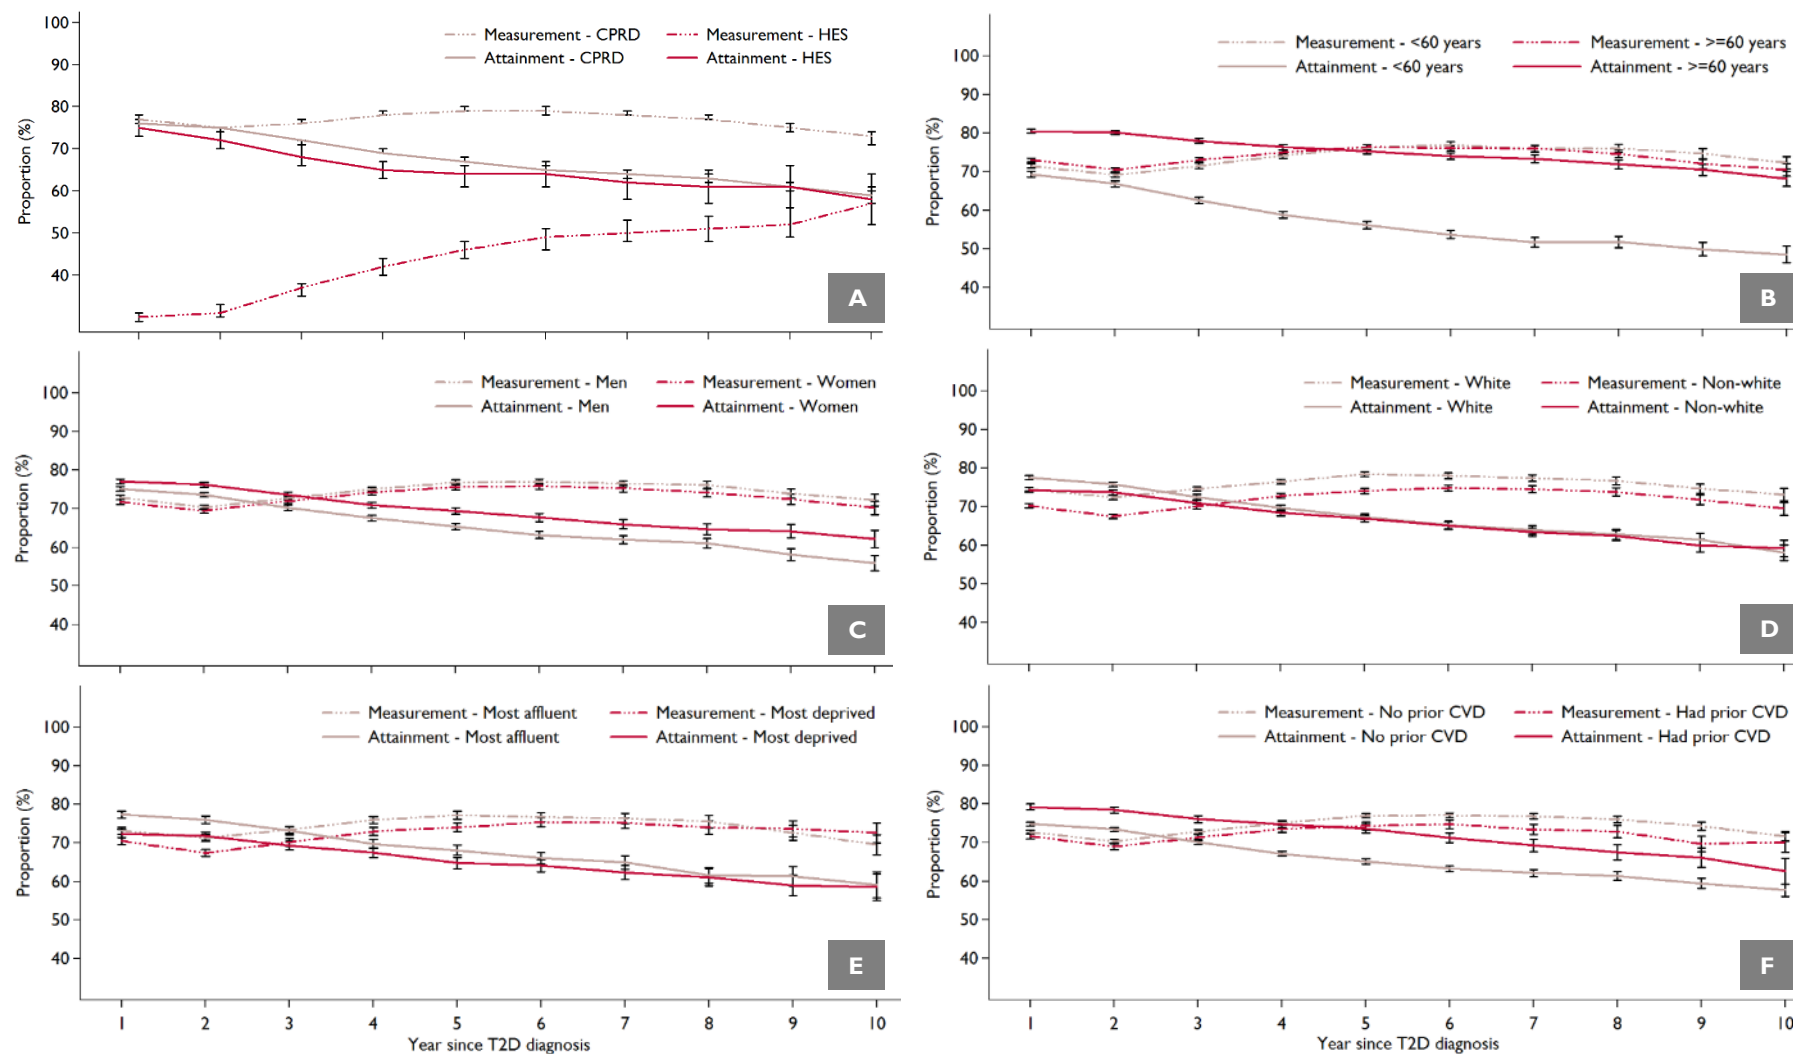 Measurement - CPRD Measurement - HES
Attainment - CPRD Attainment - HES
100
90
80
70
60
50
40
Proportion (%)
A
Measurement - <60 years Measurement - >=60 years
Attainment - <60 years Attainment - >=60 years
100
90
80
70
60
50
40
Proportion (%)
B
Measurement - Men Measurement - Women
Attainment - Men Attainment - Women
100
90
80
70
60
50
40
Proportion (%)
C
Measurement - White Measurement - Non-white
Attainment - White Attainment - Non-white
100
90
80
70
60
50
40
Proportion (%)
D
Measurement - Most affluent Measurement - Most deprived
Attainment - Most affluent Attainment - Most deprived
100
90
80
70
60
50
40
Proportion (%)
E
1 2 3 4 5 6 7 8 9 10
Year since T2D diagnosis
Measurement - No prior CVD Measurement - Had prior CVD
Attainment - No prior CVD Attainment - Had prior CVD
100
90
80
70
60
50
40
Proportion (%)
F
1 2 3 4 5 6 7 8 9 10
Year since T2D diagnosis